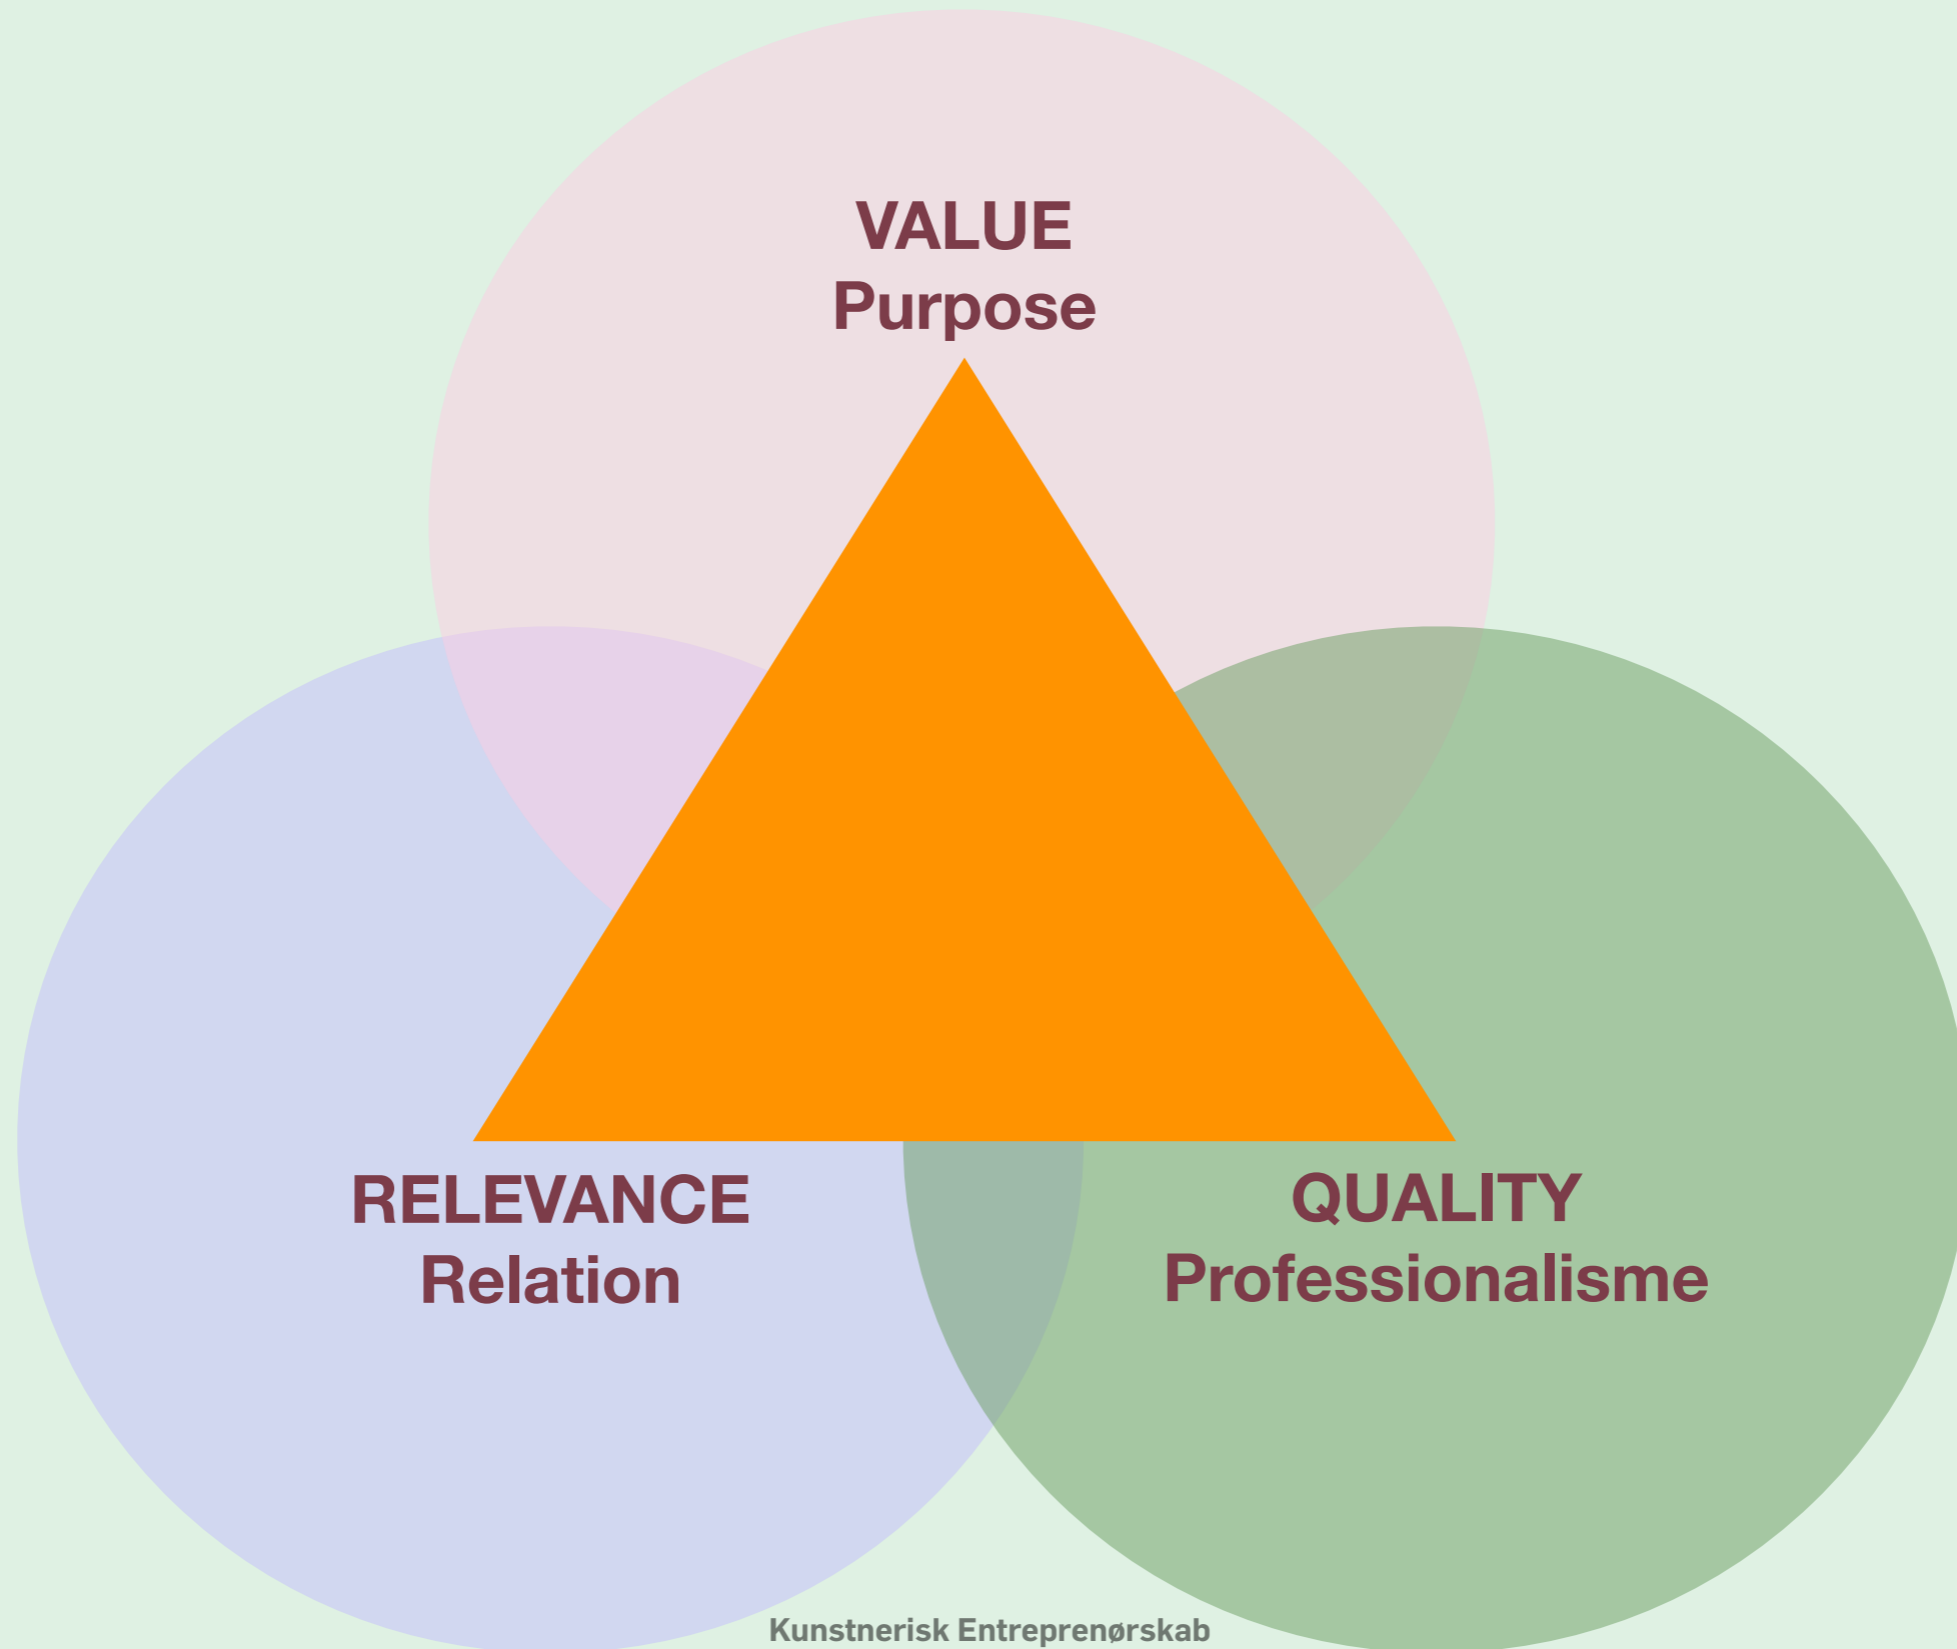 VALUE
Purpose
RELEVANCE
Relation
QUALITY
Professionalisme
Kunstnerisk Entreprenørskab